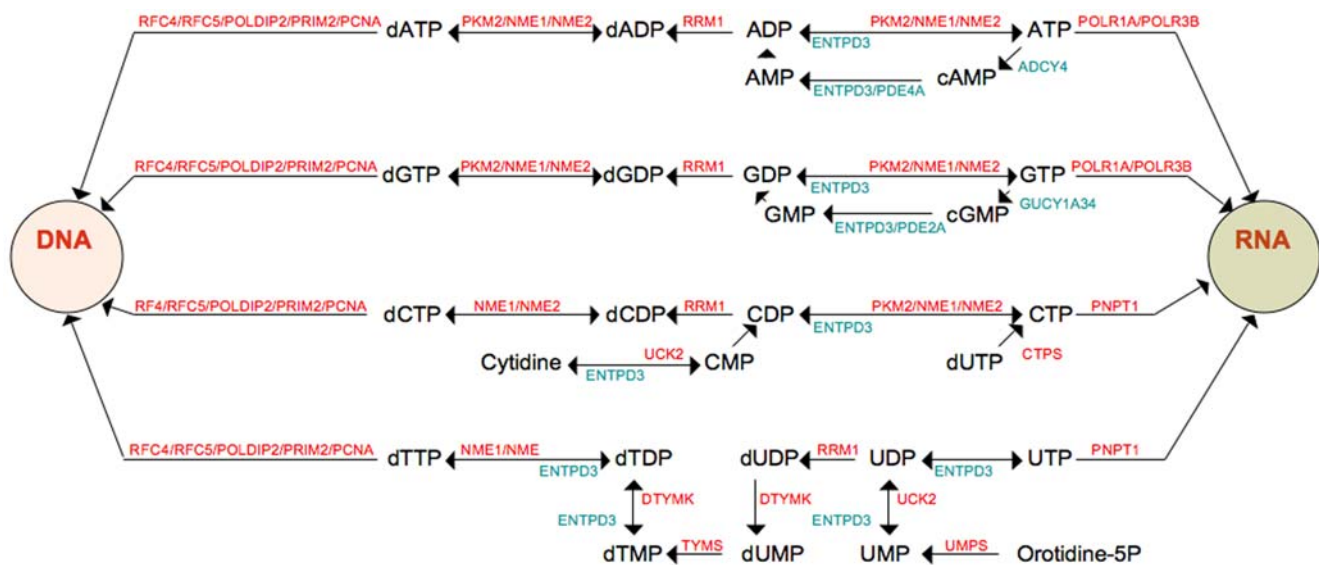 RFC4/RFC5/POLDIP2/PRIM2/PCNA dATP PKM2/NME1/NME2 dADP RRM1 ADP PKM2/NME1/NME2 ATP POLR1A/POLR3B
ENTPD3
AMP ENTPD3/PDE4A cAMP ADCY4
RFC4/RFC5/POLDIP2/PRIM2/PCNA dGTP PKM2/NME1/NME2 dGDP RRM1 GDP PKM2/NME1/NME2 GTP POLR1A/POLR3B
ENTPD3
GMP ENTPD3/PDE2A cGMP GUCY1A34
DNA RNA
RF4/RFC5/POLDIP2/PRIM2/PCNA dCTP NME1/NME2 dCDP RRM1 CDP PKM2/NME1/NME2 CTP PNPT1
ENTPD3
Cytidine UCK2 CMP dUTP CTPS
ENTPD3
RFC4/RFC5/POLDIP2/PRIM2/PCNA dTTP NME1/NME dTDP dUDP RRM1 UDP UTP PNPT1
ENTPD3 ENTPD3
DTYMK DTYMK UCK2
ENTPD3 ENTPD3
dTMP TYMS dUMP UMP UMPS Orotidine-5P